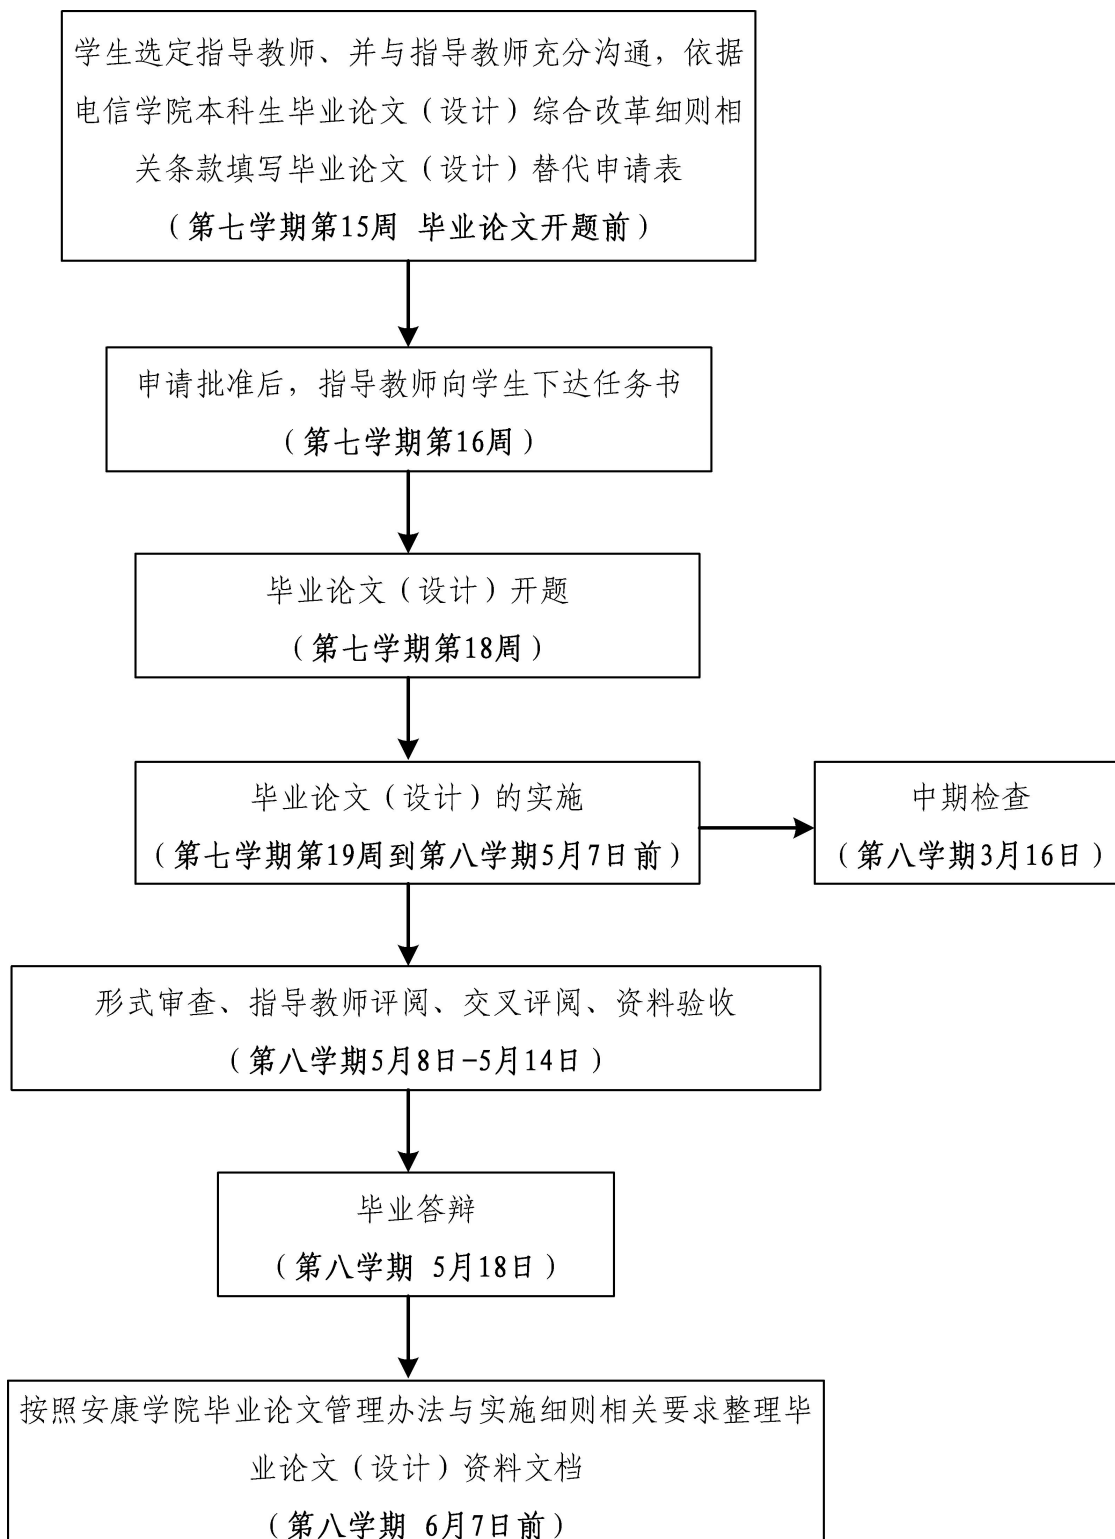 学生选定指导教师、并与指导教师充分沟通，依据
电信学院本科生毕业论文（设计）综合改革细则相
关条款填写毕业论文（设计）替代申请表
（第七学期第15周 毕业论文开题前）
申请批准后，指导教师向学生下达任务书
（第七学期第16周）
毕业论文（设计）开题
（第七学期第18周）
毕业论文（设计）的实施
（第七学期第19周到第八学期5月7日前）
中期检查
（第八学期3月16日）
形式审查、指导教师评阅、交叉评阅、资料验收
（第八学期5月8日-5月14日）
毕业答辩
（第八学期 5月18日）
按照安康学院毕业论文管理办法与实施细则相关要求整理毕
业论文（设计）资料文档
（第八学期 6月7日前）